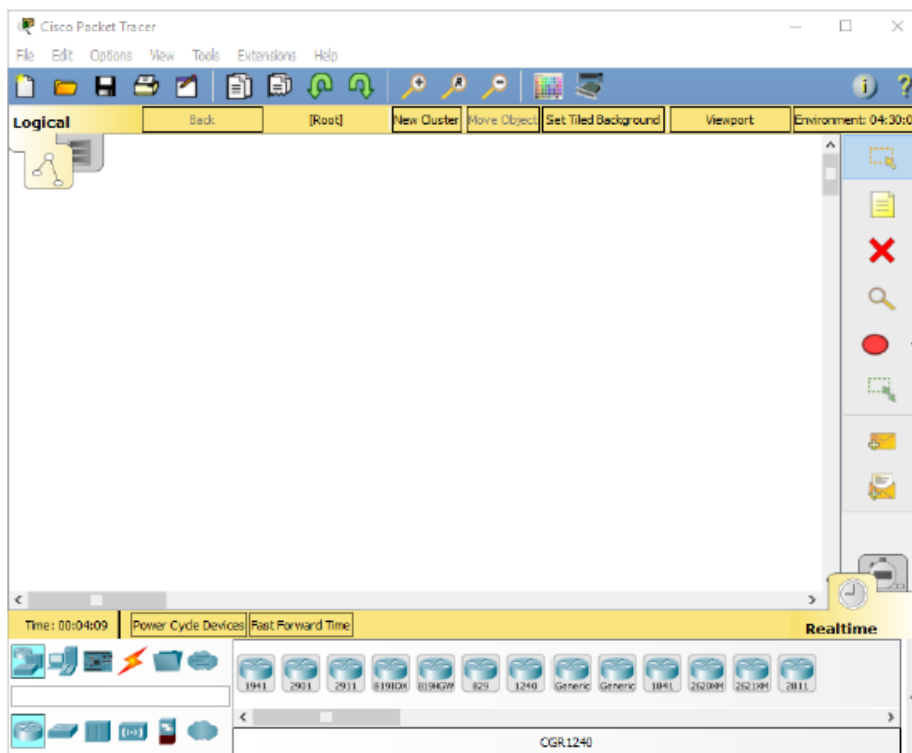 Cisco Packet Tracer
File Edit Options View Tools Extensions Help
Logical Back [Root] New Cluster Move Object Set Tiled Background Viewport Environment: 04:30:0
Time: 00:04:09 Power Cycle Devices Fast Forward Time
Realtime
1941 2901 2911 819IOX 819HGW 829 1240 Generic Generic 1841 2620XM 2621XM 2811
CGR1240